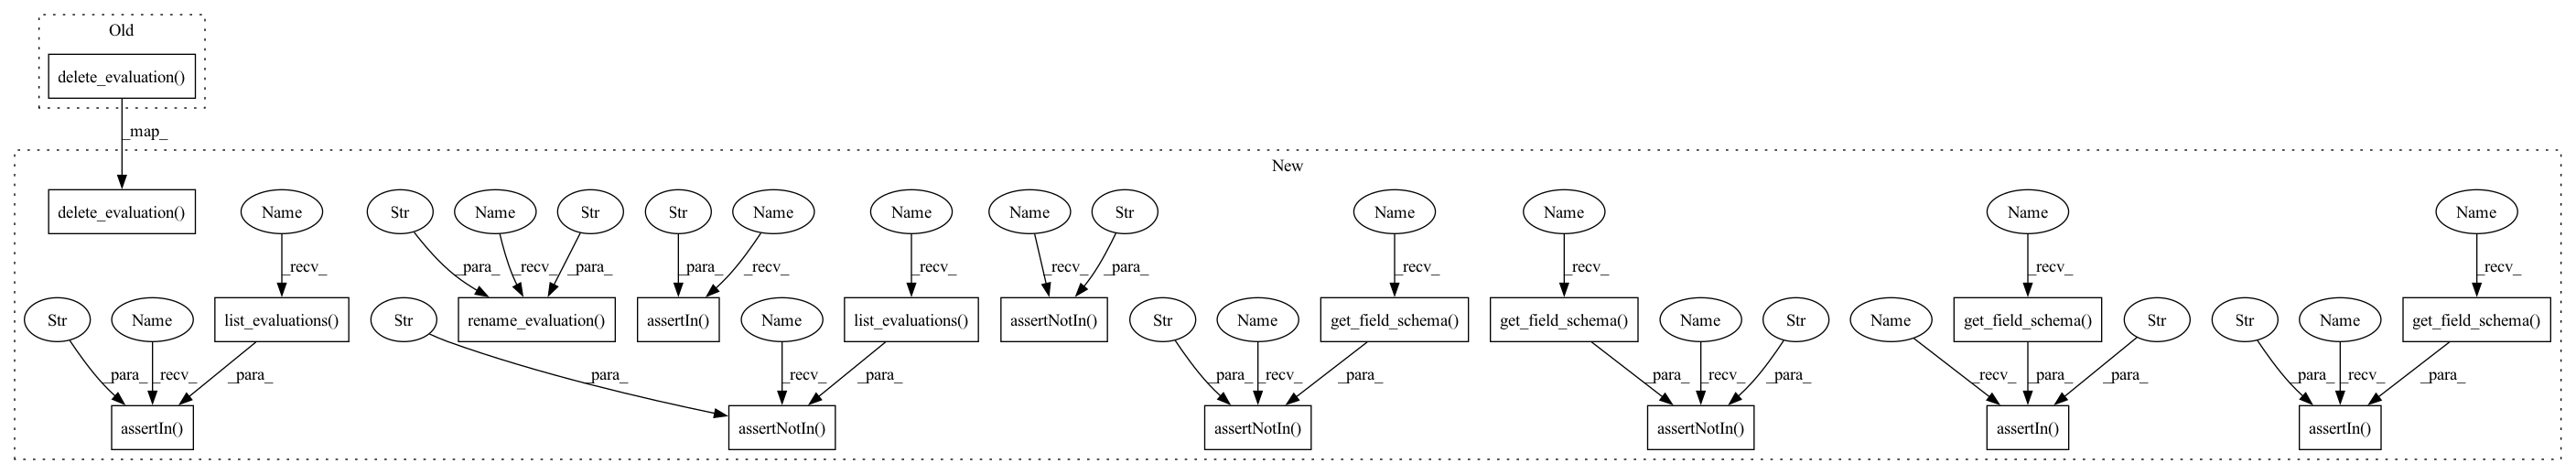 Old
delete_evaluation()
_map_
New
delete_evaluation()
Name
Str
Name
Str
Str
Name
Name
Name
Str
Name
Name
Name
Name
_recv_
_para_
_recv_
_para_
_para_
_recv_
_recv_
_recv_
_para_
_recv_
_recv_
_recv_
_recv_
Str
Name
list_evaluations()
Str
rename_evaluation()
assertIn()
Name
list_evaluations()
assertNotIn()
Str
Name
get_field_schema()
get_field_schema()
Name
Str
Name
get_field_schema()
Str
Str
Name
get_field_schema()
_para_
_recv_
_para_
_para_
_recv_
_para_
_para_
_recv_
_para_
_para_
_recv_
_para_
_recv_
_para_
_para_
_para_
_recv_
_para_
assertIn()
assertNotIn()
assertNotIn()
assertNotIn()
assertIn()
assertIn()